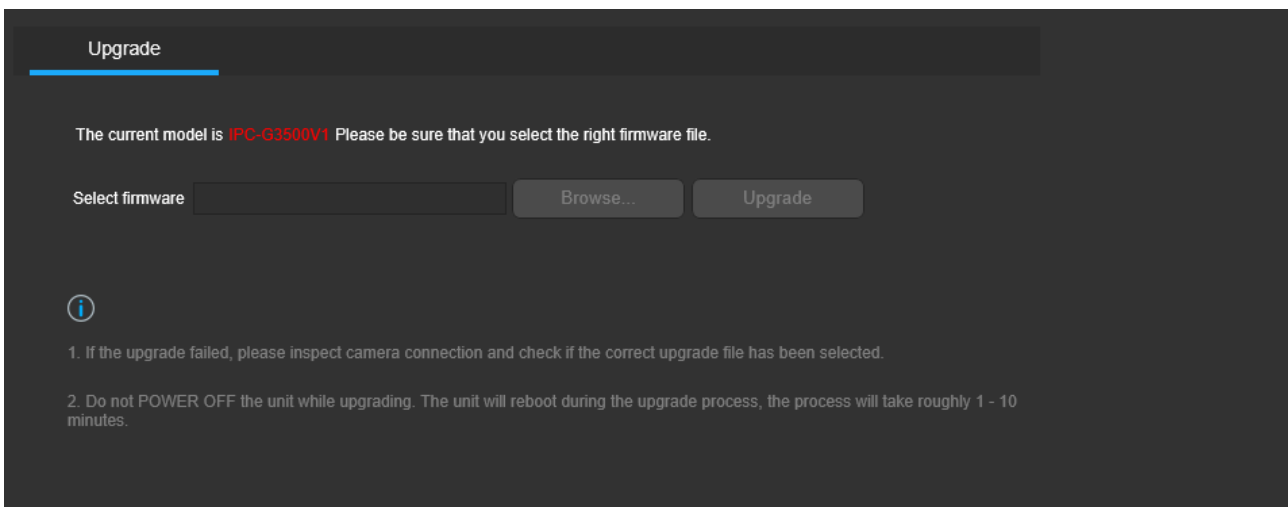 Upgrade
The current model is IPC-G3500V1 Please be sure that you select the right firmware file.
Select firmware Browse... Upgrade
1. If the upgrade failed, please inspect camera connection and check if the correct upgrade file has been selected.
2. Do not POWER OFF the unit while upgrading. The unit will reboot during the upgrade process, the process will take roughly 1 - 10
minutes.